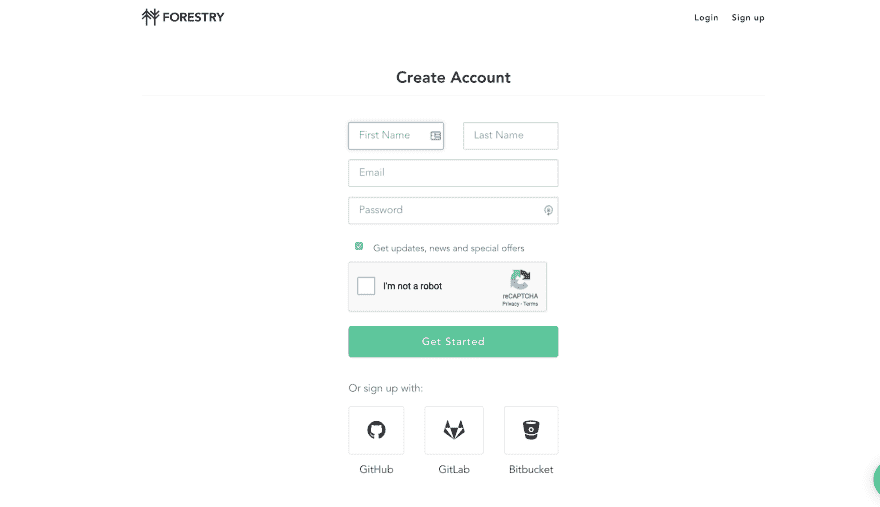 FORESTRY
Login Sign up
Create Account
First Name Last Name
Email
Password
Get updates, news and special offers
I'm not a robot
reCAPTCHA
Privacy - Terms
Get Started
Or sign up with:
GitHub GitLab Bitbucket